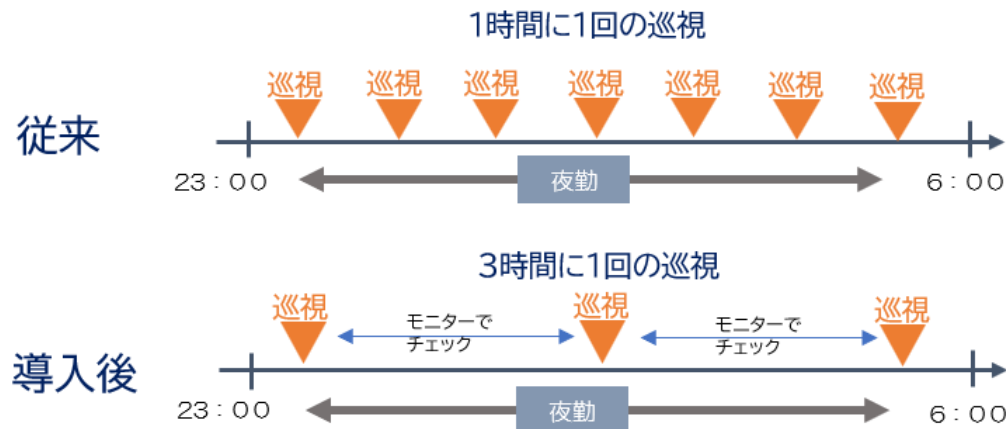 1時間に1回の巡視
巡視 巡視 巡視 巡視 巡視 巡視 巡視
従来
23:00 夜勤 6:00
3時間に1回の巡視
巡視 モニターで 巡視 モニターで 巡視
チェック チェック
導入後
23:00 夜勤 6:00